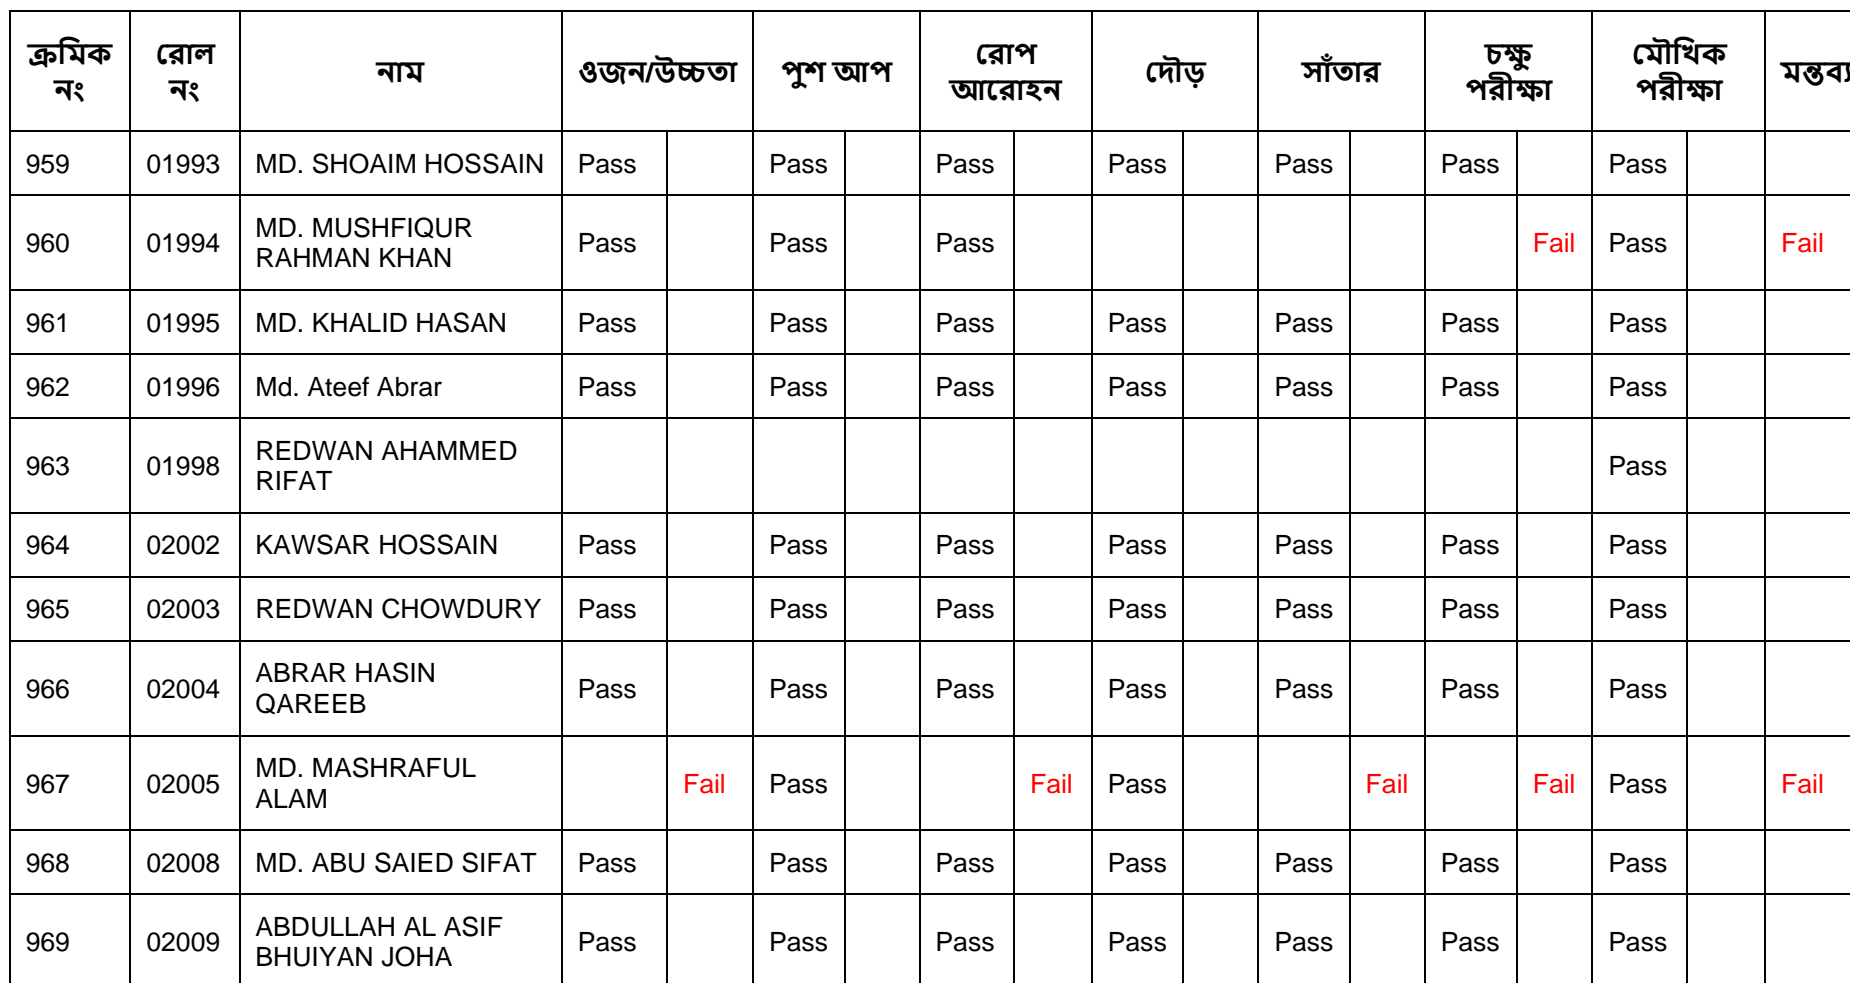 ক্রমিক নং রোল নং নাম ওজন/উচ্চতা পুশ আপ রোপ আরোহন দৌড় সাঁতার চক্ষু পরীক্ষা মৌখিক পরীক্ষা মন্তব্য
959 01993 MD. SHOAIM HOSSAIN Pass Pass Pass Pass Pass Pass Pass
960 01994 MD. MUSHFIQUR RAHMAN KHAN Pass Pass Pass Fail Pass Fail
961 01995 MD. KHALID HASAN Pass Pass Pass Pass Pass Pass Pass
962 01996 Md. Ateef Abrar Pass Pass Pass Pass Pass Pass Pass
963 01998 REDWAN AHAMMED RIFAT Pass
964 02002 KAWSAR HOSSAIN Pass Pass Pass Pass Pass Pass Pass
965 02003 REDWAN CHOWDURY Pass Pass Pass Pass Pass Pass Pass
966 02004 ABRAR HASIN QAREEB Pass Pass Pass Pass Pass Pass Pass
967 02005 MD. MASHRAFUL ALAM Fail Pass Fail Pass Fail Fail Pass Fail
968 02008 MD. ABU SAIED SIFAT Pass Pass Pass Pass Pass Pass Pass
969 02009 ABDULLAH AL ASIF BHUIYAN JOHA Pass Pass Pass Pass Pass Pass Pass